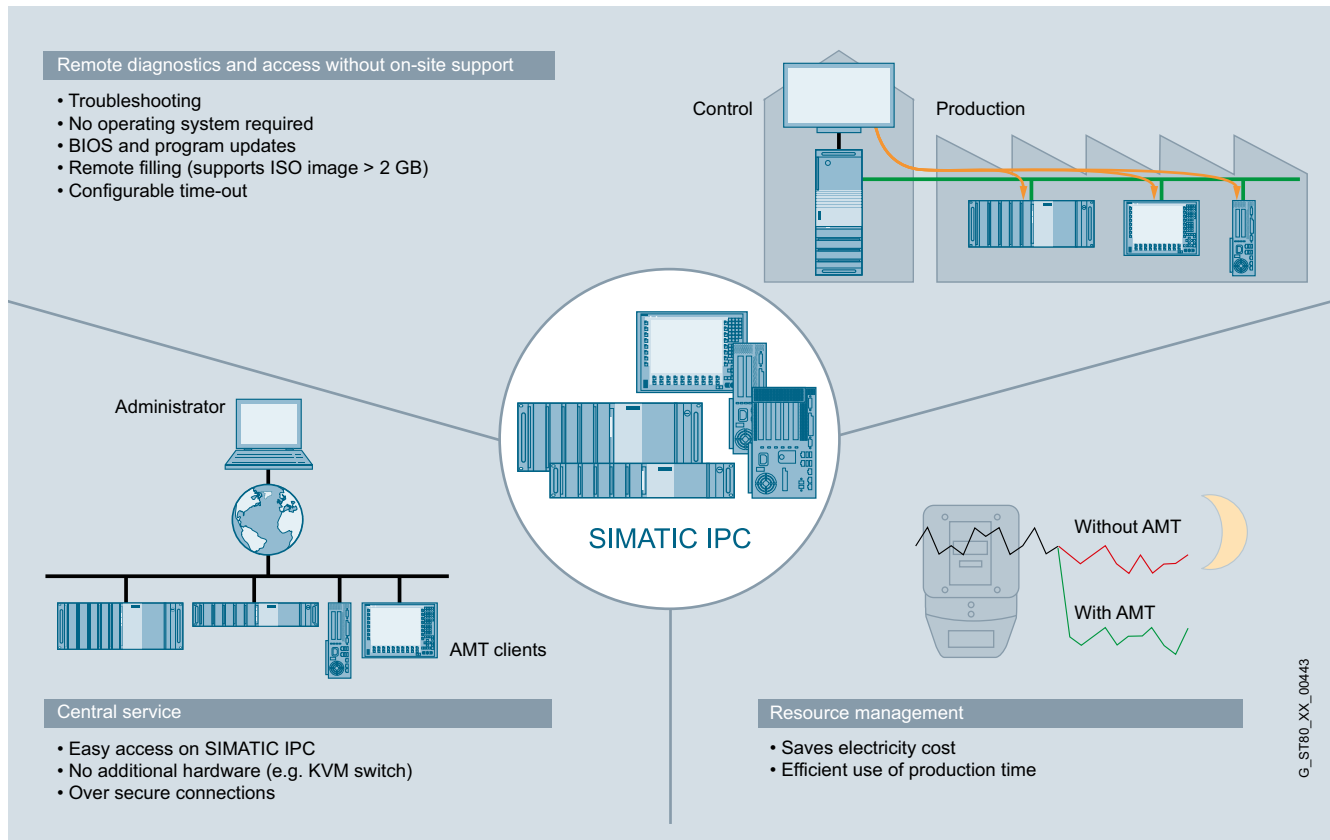 Remote diagnostics and access without on-site support
• Troubleshooting
• No operating system required
• BIOS and program updates
• Remote filling (supports ISO image > 2 GB)
• Configurable time-out
Control
Production
SIMATIC IPC
Administrator
AMT clients
Central service
• Easy access on SIMATIC IPC
• No additional hardware (e.g. KVM switch)
• Over secure connections
Without AMT
With AMT
Resource management
• Saves electricity cost
• Efficient use of production time
G_ST80_XX_00443